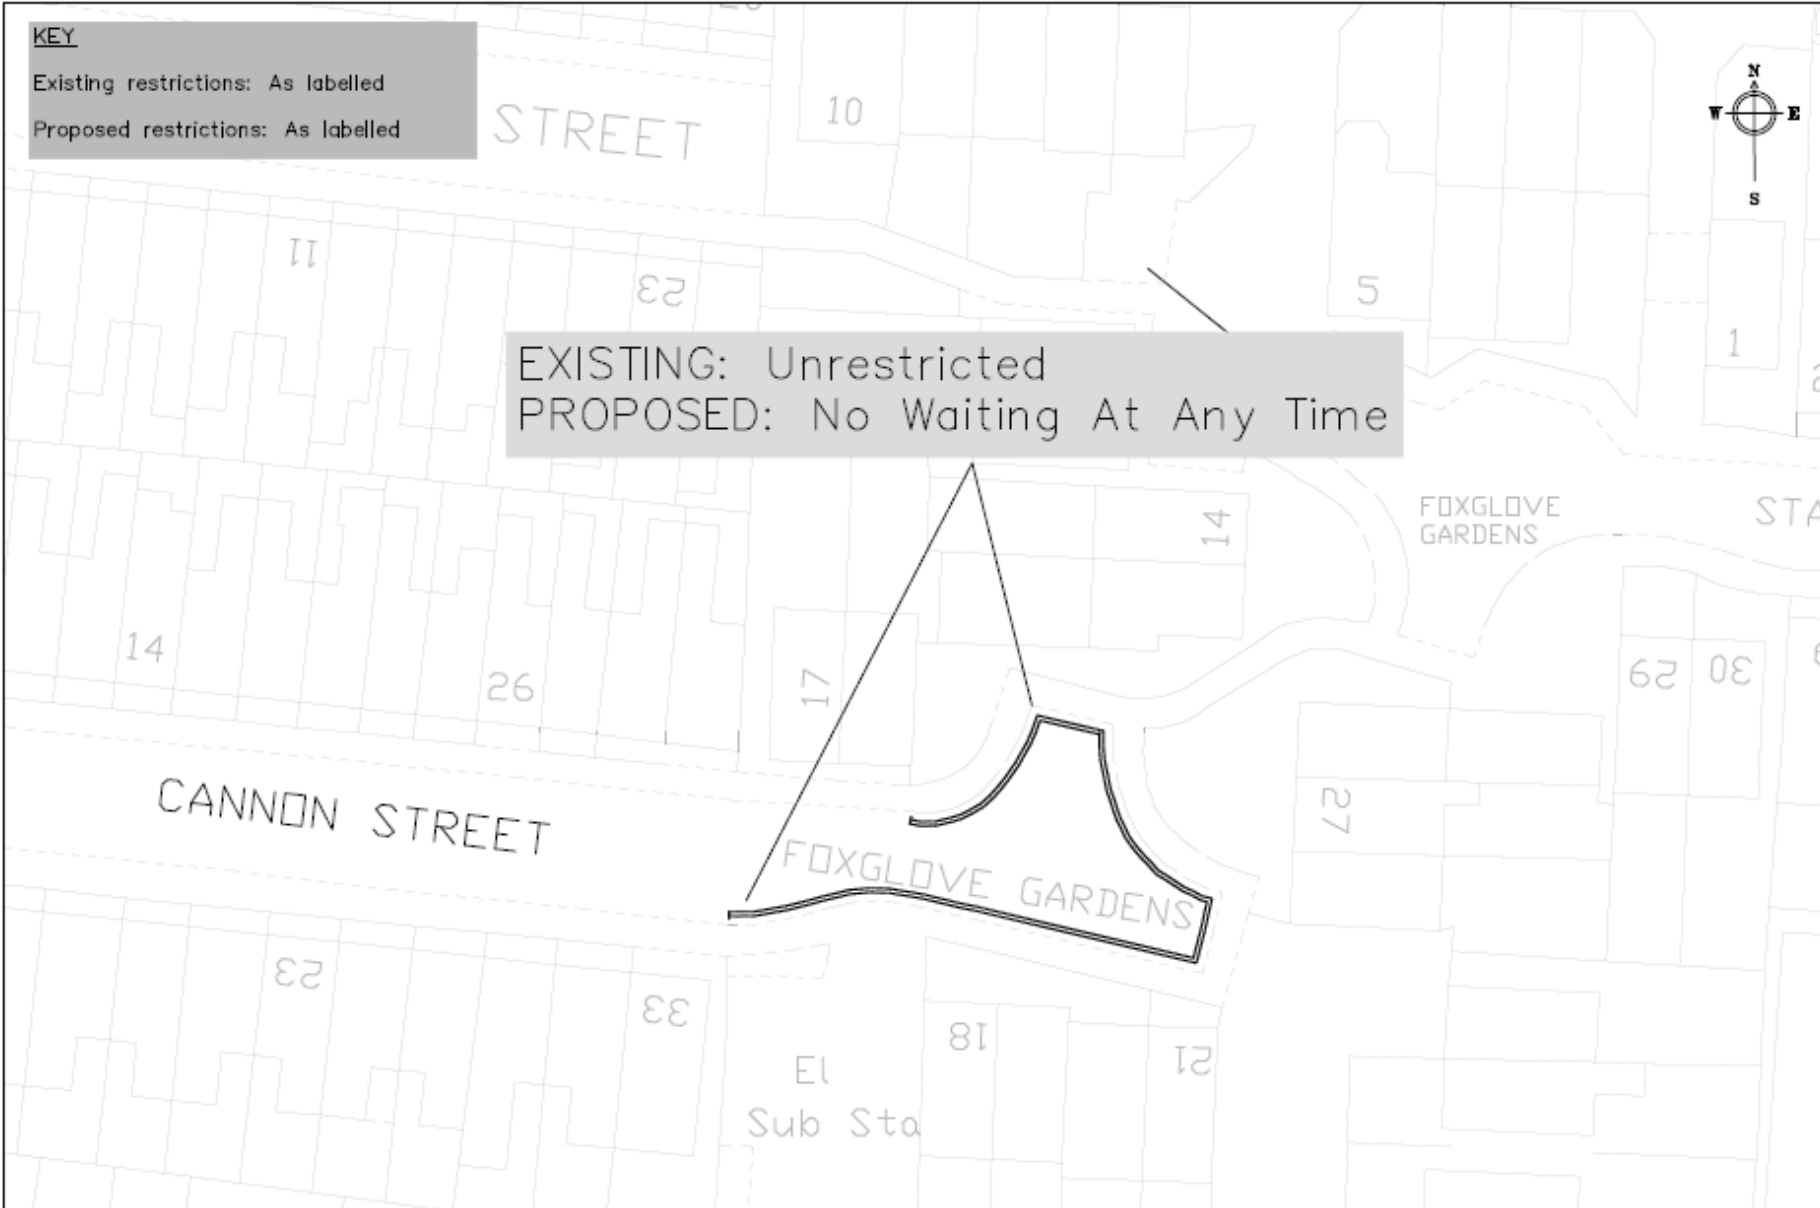 KEY
Existing restrictions: As labelled
Proposed restrictions: As labelled
STREET
10
N
W E
S
11
23
5
1
EXISTING: Unrestricted
PROPOSED: No Waiting At Any Time
14
FOXGLOVE
GARDENS
STA
14
26
17
29
30
CANNON STREET
FOXGLOVE GARDENS
27
23
33
18
21
El
Sub Sta